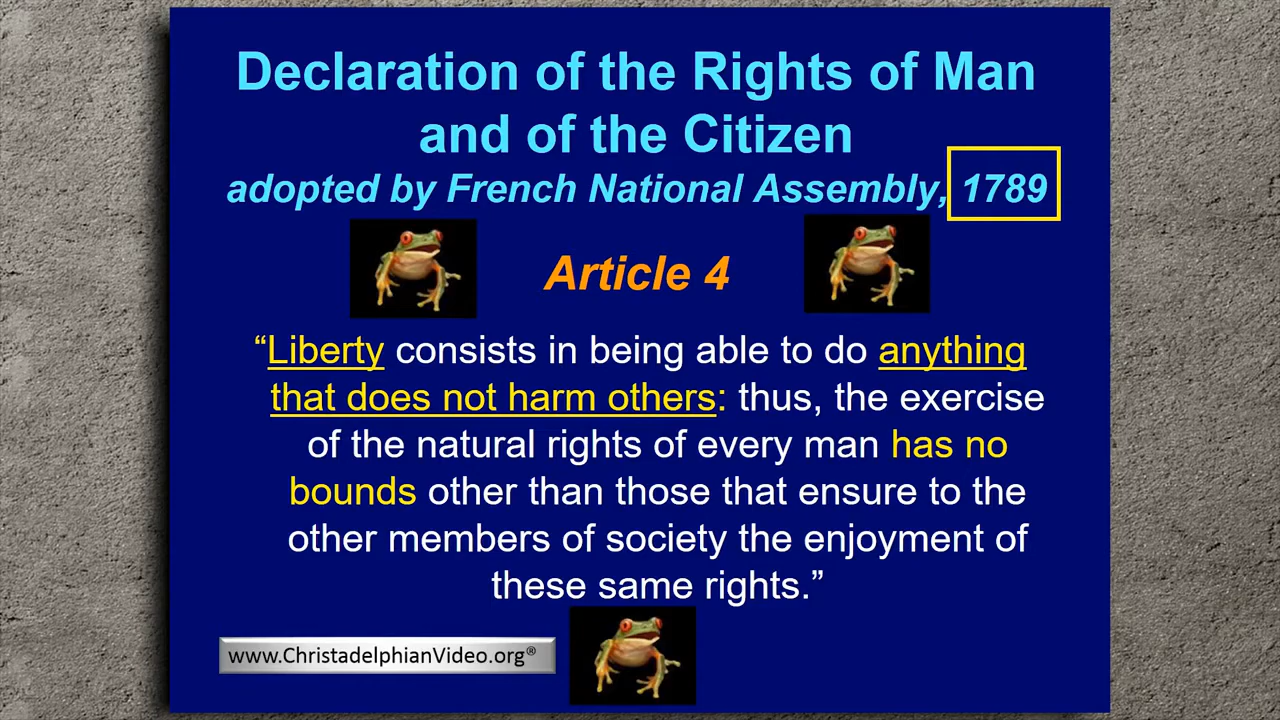 Declaration of the Rights of Man
and of the Citizen
adopted by French National Assembly, 1789
Article 4
“Liberty consists in being able to do anything
that does not harm others: thus, the exercise
of the natural rights of every man has no
bounds other than those that ensure to the
other members of society the enjoyment of
these same rights.”
www.ChristadelphianVideo.org®